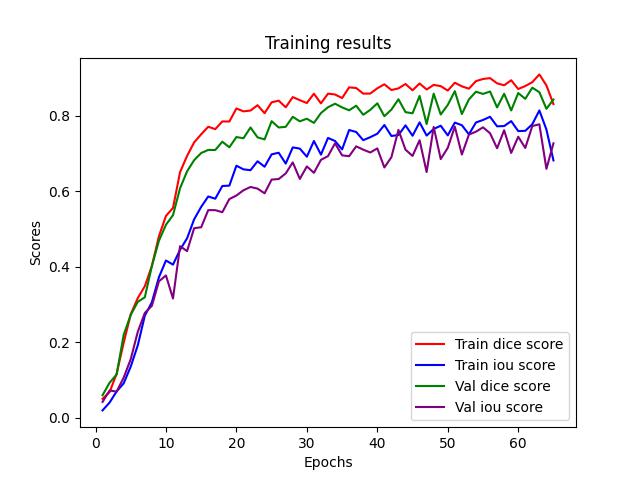 Training results
Scores
0.8
0.6
0.4
0.2
0.0
0 10 20 30 40 50 60
Epochs
Train dice score
Train iou score
Val dice score
Val iou score